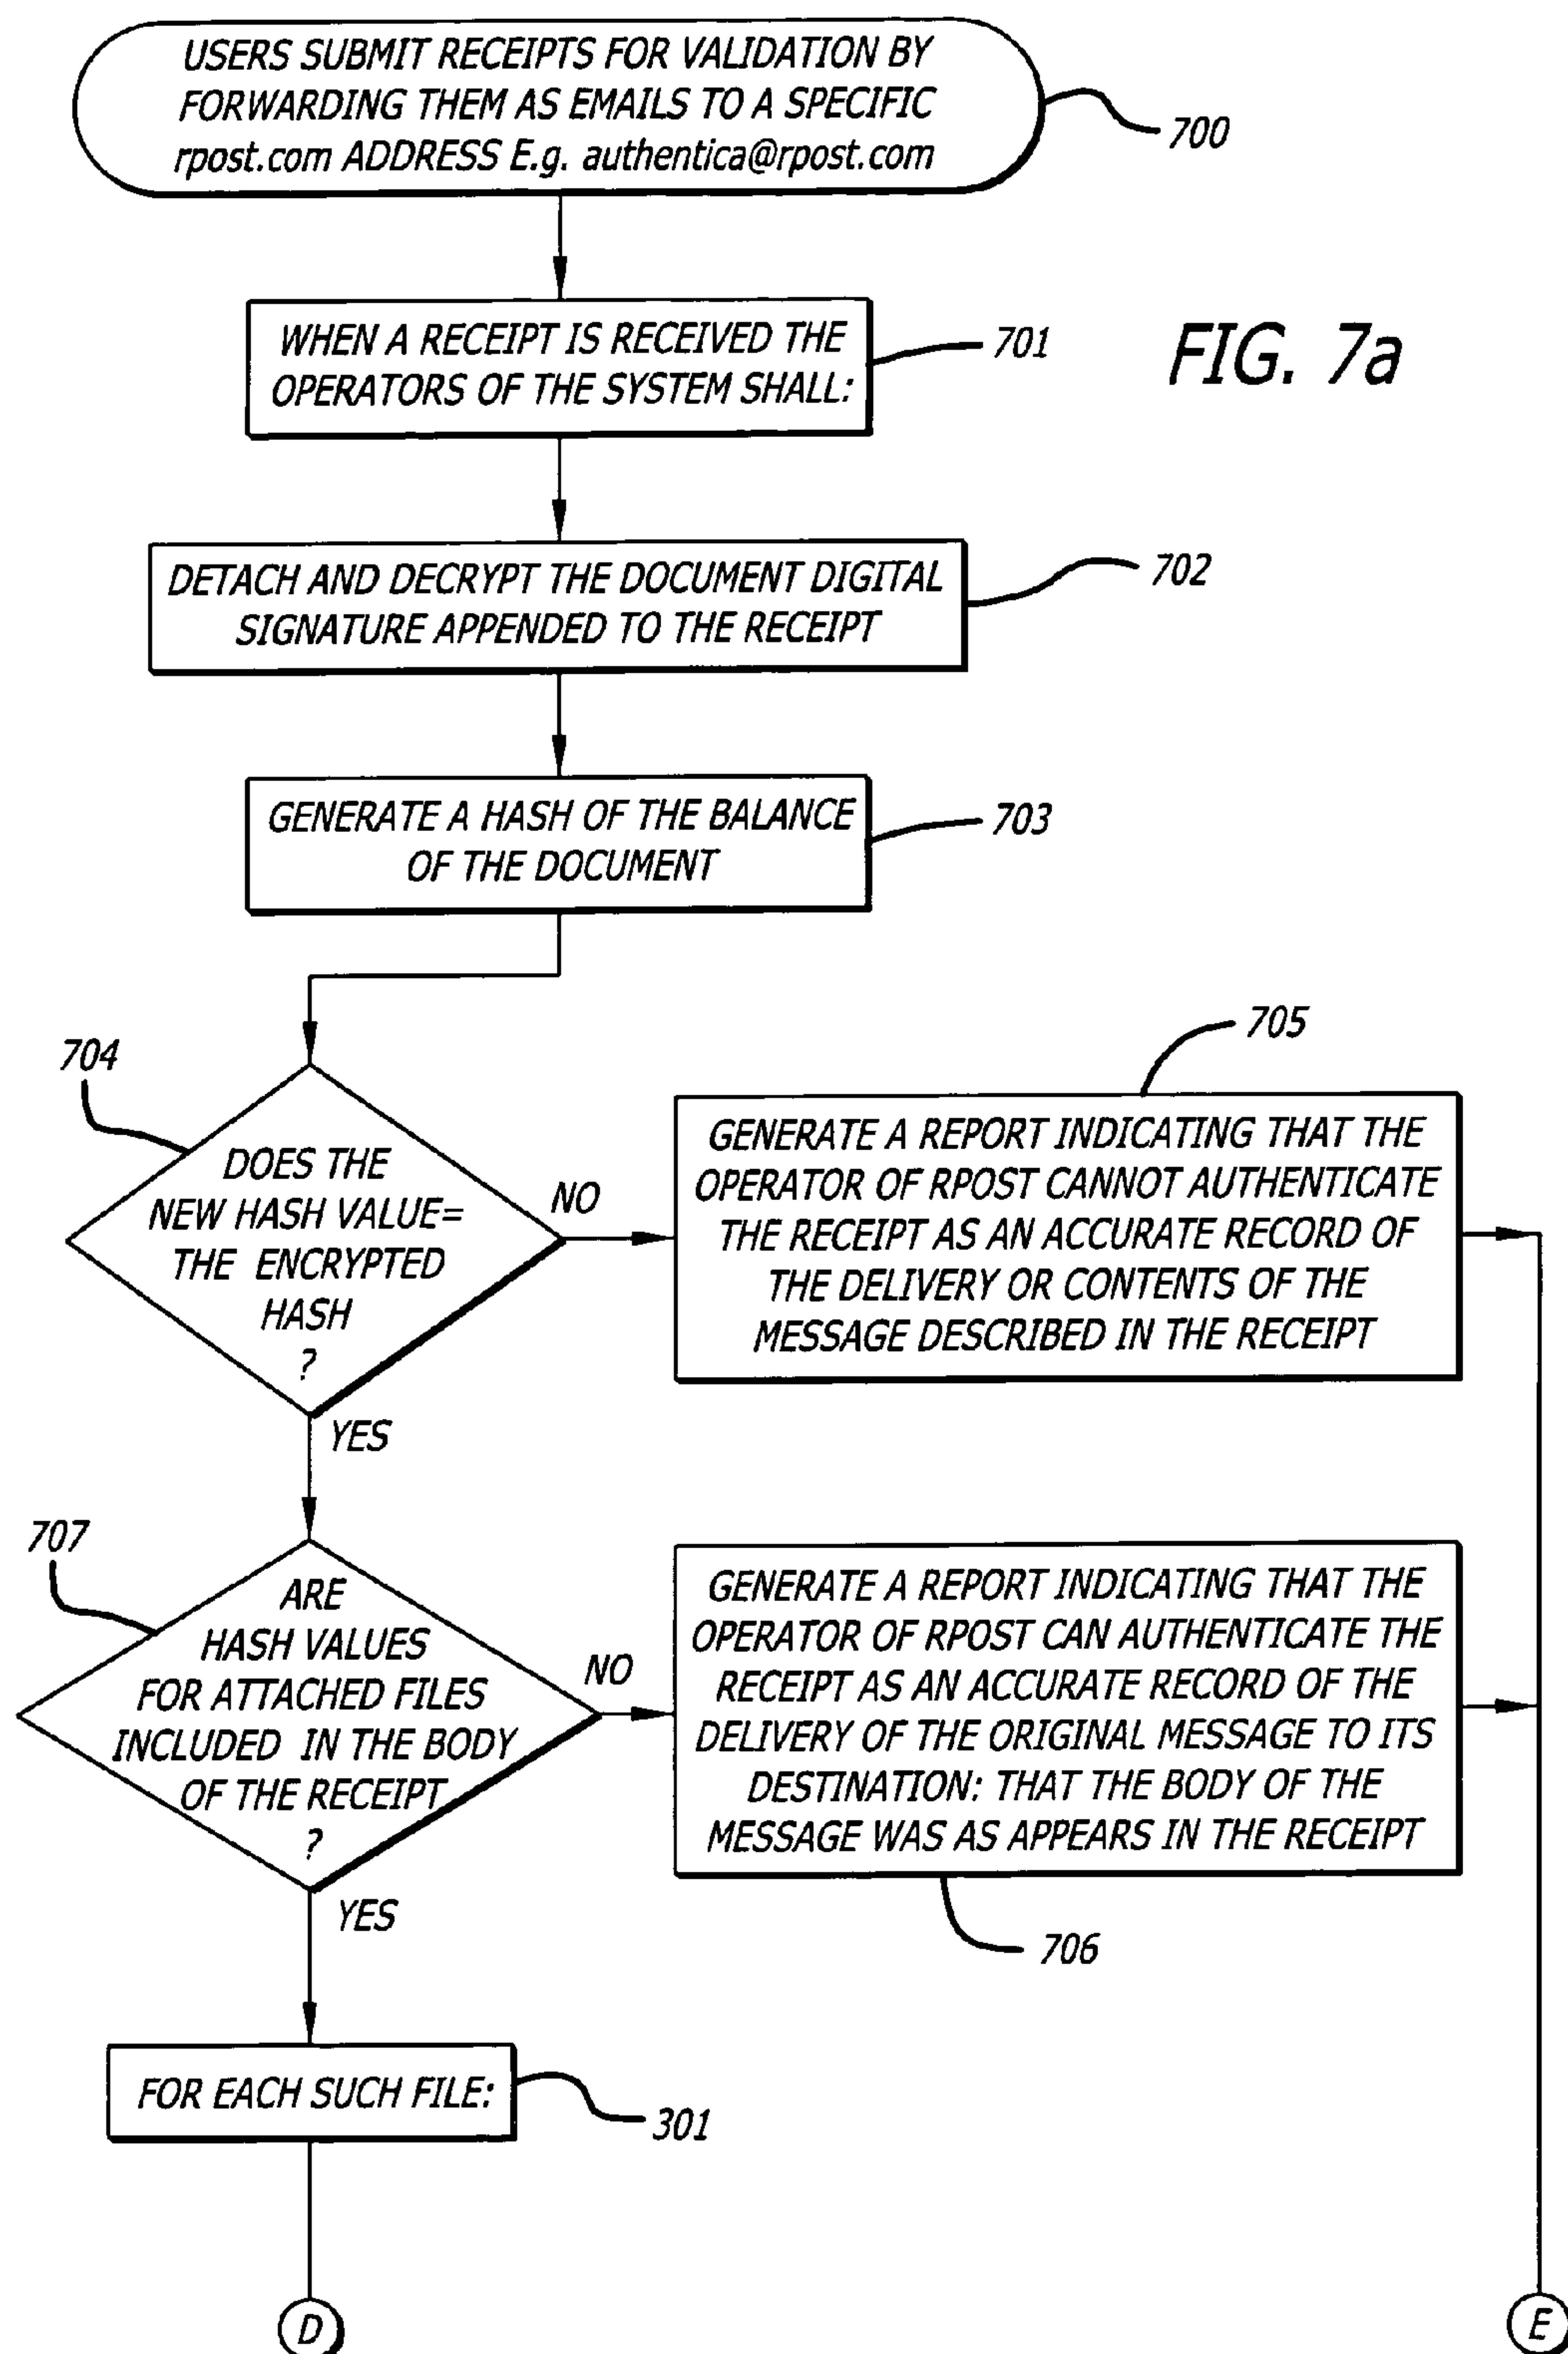 USERS SUBMIT RECEIPTS FOR VALIDATION BY
FORWARDING THEM AS EMAILS TO A SPECIFIC
rpost.com ADDRESS E.g. authentica@rpost.com
700
WHEN A RECEIPT IS RECEIVED THE
OPERATORS OF THE SYSTEM SHALL:
701
FIG. 7a
DETACH AND DECRYPT THE DOCUMENT DIGITAL
SIGNATURE APPENDED TO THE RECEIPT
702
GENERATE A HASH OF THE BALANCE
OF THE DOCUMENT
703
704
DOES THE
NEW HASH VALUE=
THE ENCRYPTED
HASH
?
NO
YES
705
GENERATE A REPORT INDICATING THAT THE
OPERATOR OF RPOST CANNOT AUTHENTICATE
THE RECEIPT AS AN ACCURATE RECORD OF
THE DELIVERY OR CONTENTS OF THE
MESSAGE DESCRIBED IN THE RECEIPT
707
ARE
HASH VALUES
FOR ATTACHED FILES
INCLUDED IN THE BODY
OF THE RECEIPT
?
NO
YES
GENERATE A REPORT INDICATING THAT THE
OPERATOR OF RPOST CAN AUTHENTICATE THE
RECEIPT AS AN ACCURATE RECORD OF THE
DELIVERY OF THE ORIGINAL MESSAGE TO ITS
DESTINATION: THAT THE BODY OF THE
MESSAGE WAS AS APPEARS IN THE RECEIPT
706
FOR EACH SUCH FILE:
301
D
E